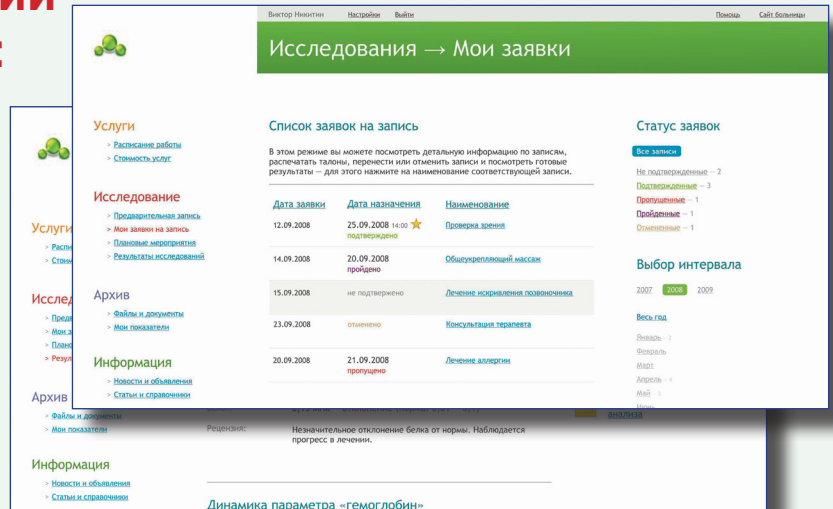 ии
:
Виктор Никитин Настройки Выйти Помощь Сайт больницы
Исследования → Мои заявки
Услуги
> Расписание работы
> Стоимость услуг
Исследование
> Предварительная запись
> Мои заявки на запись
> Плановые мероприятия
> Результаты исследований
Архив
> Файлы и документы
> Мои показатели
Информация
> Новости и объявления
> Статьи и справочники
Список заявок на запись
В этом режиме вы можете посмотреть детальную информацию по записям,
распечатать талоны, перенести или отменить записи и посмотреть готовые
результаты — для этого нажмите на наименование соответствующей записи.
Дата заявки Дата назначения Наименование
12.09.2008 25.09.2008 14:00 Проверка зрения
подтверждено
14.09.2008 20.09.2008 Общеукрепляющий массаж
пройдено
15.09.2008 не подтвержено Лечение искривления позвоночника
23.09.2008 отменено Консультация терапевта
20.09.2008 21.09.2008 Лечение аллергии
пропущено
Статус заявок
Все записи
Не подтвержденные — 2
Подтвержденные — 3
Пропущенные — 1
Пройденные — 1
Отмененные — 1
Выбор интервала
2007 2008 2009
Весь год
Январь
Февраль
Март
Апрель
Май
Июнь
Услуги
Исслед
Архив
> Файлы и документы
> Мои показатели
Информация
> Новости и объявления
> Статьи и справочники
анализа
Рецензия: Незначительное отклонение белка от нормы. Наблюдается
прогресс в лечении.
Динамика параметра «гемоглобин»